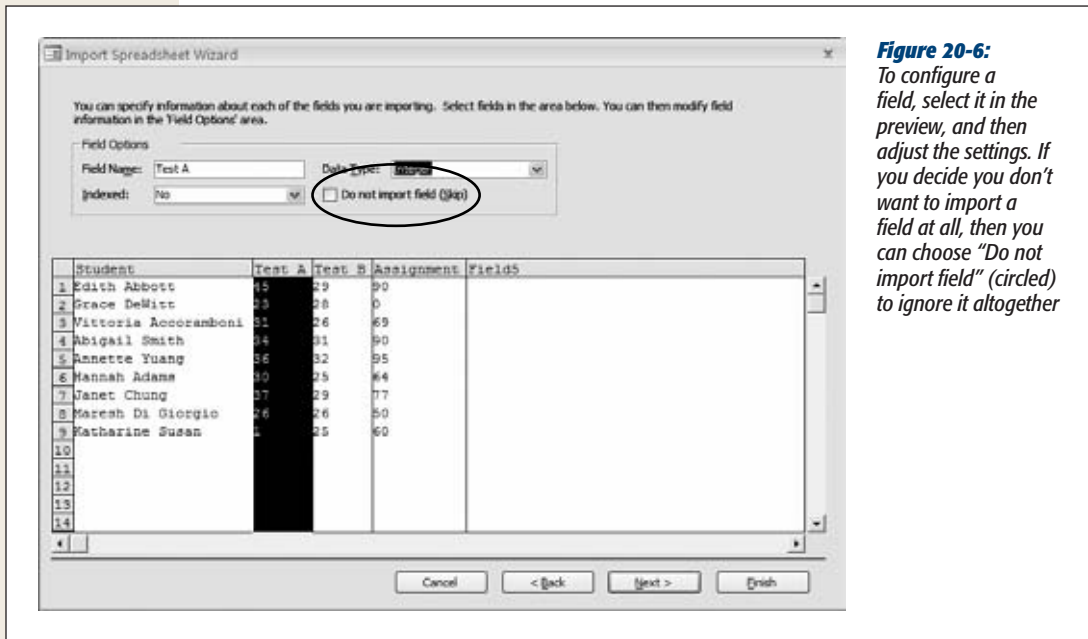 Import Spreadsheet Wizard
You can specify information about each of the fields you are importing. Select fields in the area below. You can then modify field
information in the 'Field Options' area.
Field Options
Field Name: Test A Data Type: Integer
Indexed: No Do not import field (Skip)
Student Test A Test B Assignment Field5
1 Edith Abbott 45 29 90
2 Grace DeWitt 23 28 0
3 Vittoria Accoramboni 31 26 69
4 Abigail Smith 34 31 90
5 Annette Yuang 36 32 95
6 Hannah Adams 30 25 64
7 Janet Chung 37 29 77
8 Maresh Di Giorgio 26 26 50
9 Katharine Susan 1 25 60
10
11
12
13
14
Cancel < Back Next > Finish
Figure 20-6:
To configure a
field, select it in the
preview, and then
adjust the settings. If
you decide you don't
want to import a
field at all, then you
can choose “Do not
import field” (circled)
to ignore it altogether